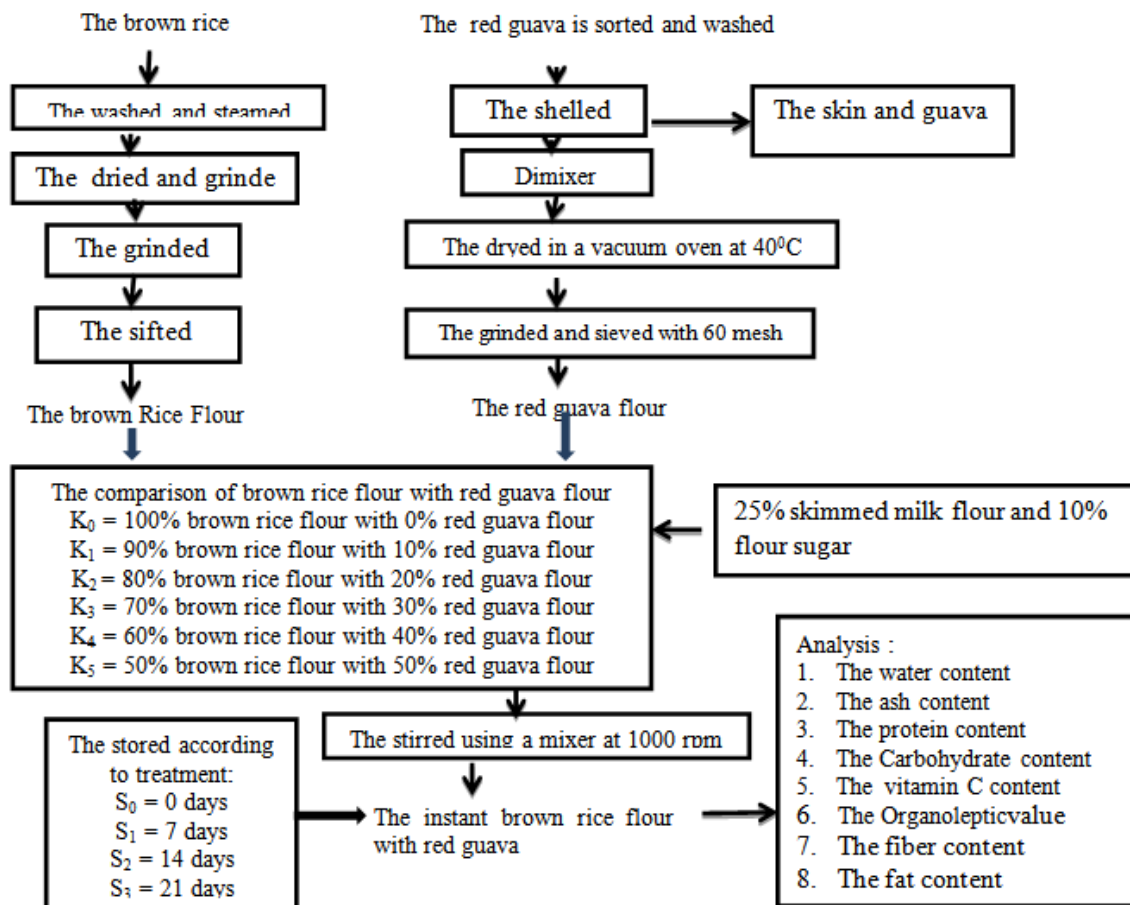 The brown rice
The washed and steamed
The dried and grinde
The grinded
The sifted
The brown Rice Flour
The red guava is sorted and washed
The shelled
The skin and guava
Dimixer
The dryed in a vacuum oven at 40⁰C
The grinded and sieved with 60 mesh
The red guava flour
The comparison of brown rice flour with red guava flour
K₀ = 100% brown rice flour with 0% red guava flour
K₁ = 90% brown rice flour with 10% red guava flour
K₂ = 80% brown rice flour with 20% red guava flour
K₃ = 70% brown rice flour with 30% red guava flour
K₄ = 60% brown rice flour with 40% red guava flour
K₅ = 50% brown rice flour with 50% red guava flour
25% skimmed milk flour and 10%
flour sugar
The stirred using a mixer at 1000 rpm
The stored according
to treatment:
S₀ = 0 days
S₁ = 7 days
S₂ = 14 days
S₃ = 21 days
The instant brown rice flour
with red guava
Analysis :
1. The water content
2. The ash content
3. The protein content
4. The Carbohydrate content
5. The vitamin C content
6. The Organolepticvalue
7. The fiber content
8. The fat content